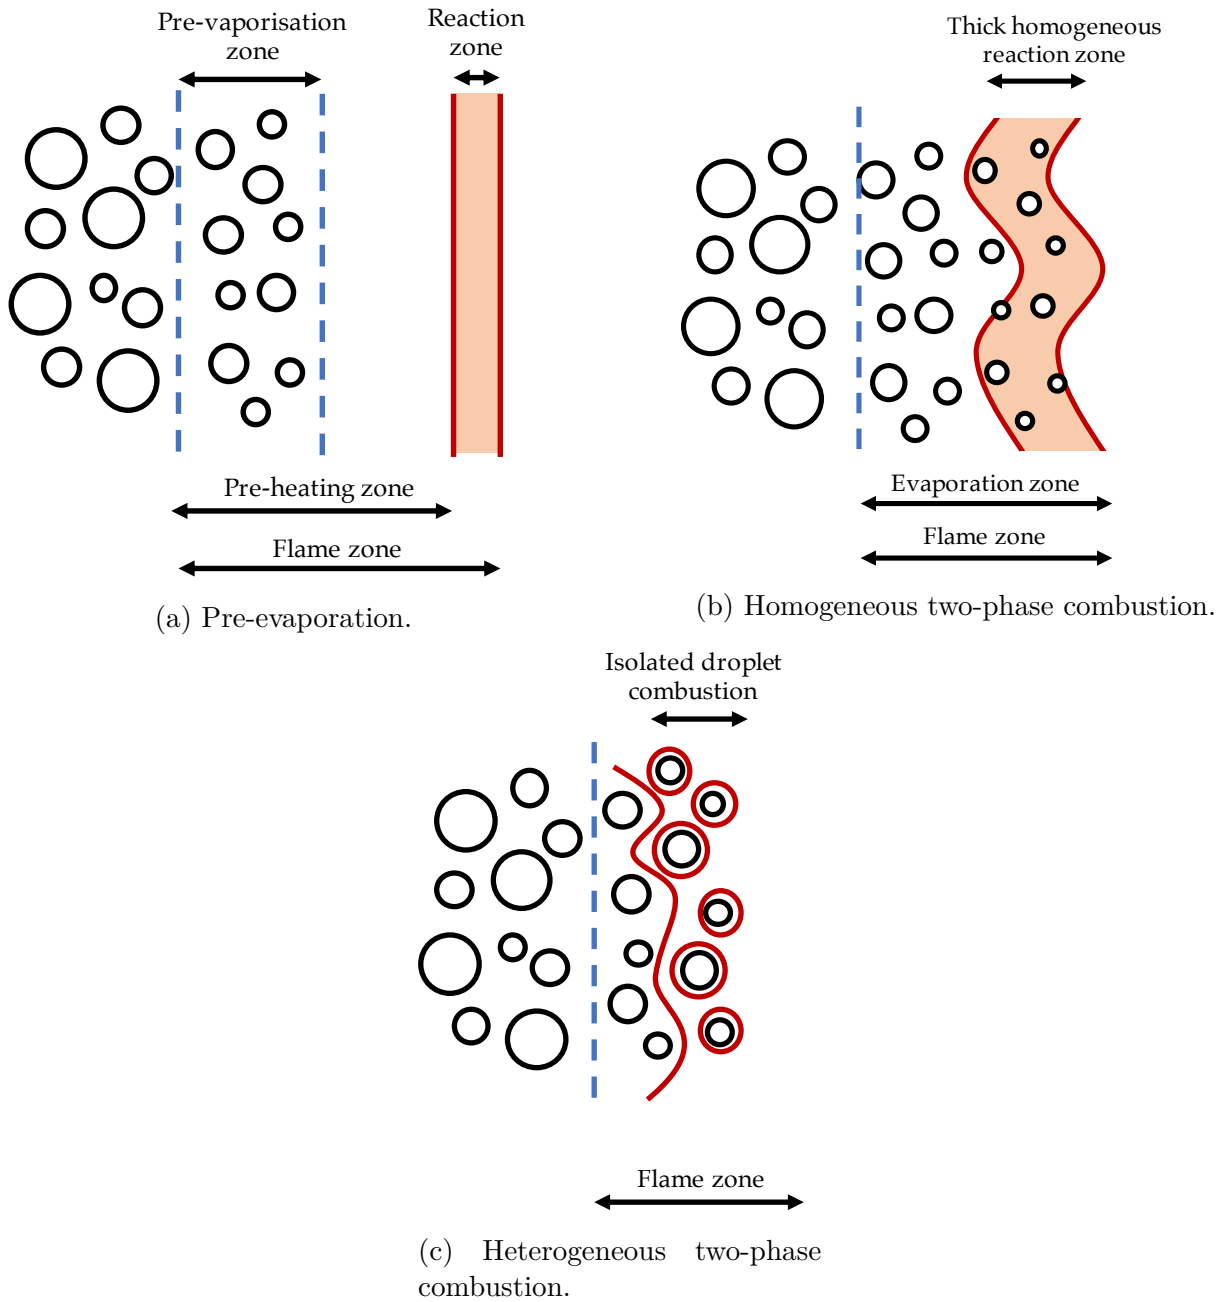 Pre-vaporisation
zone
Reaction
zone
Pre-heating zone
Flame zone
(a) Pre-evaporation.
Thick homogeneous
reaction zone
Evaporation zone
Flame zone
(b) Homogeneous two-phase combustion.
Isolated droplet
combustion
Flame zone
(c) Heterogeneous two-phase
combustion.